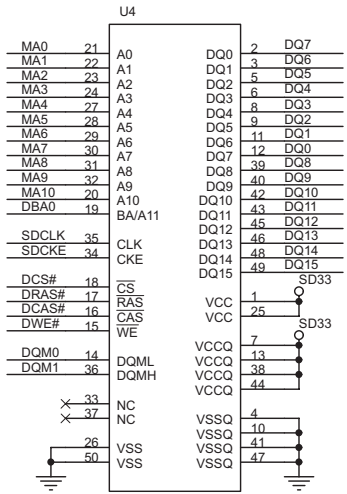 U4
MA0 21 A0 DQ0 2 DQ7
MA1 22 A1 DQ1 3 DQ6
MA2 23 A2 DQ2 5 DQ5
MA3 24 A3 DQ3 6 DQ4
MA4 27 A4 DQ4 8 DQ3
MA5 28 A5 DQ5 9 DQ2
MA6 29 A6 DQ6 11 DQ1
MA7 30 A7 DQ7 12 DQ0
MA8 31 A8 DQ8 39 DQ8
MA9 32 A9 DQ9 40 DQ9
MA10 20 A10 DQ10 42 DQ10
DBA0 19 BA/A11 DQ11 43 DQ11
DQ12 45 DQ12
SDCLK 35 CLK DQ13 46 DQ13
SDCKE 34 CKE DQ14 48 DQ14
DQ15 49 DQ15
SD33
DCS# 18 CS
DRAS# 17 RAS VCC 1
DCAS# 16 CAS VCC 25
DWE# 15 WE
SD33
VCCQ 7
DQM0 14 DQML VCCQ 13
DQM1 36 DQMH VCCQ 38
VCCQ 44
33 NC
37 NC VSSQ 4
VSSQ 10
26 VSS VSSQ 41
50 VSS VSSQ 47